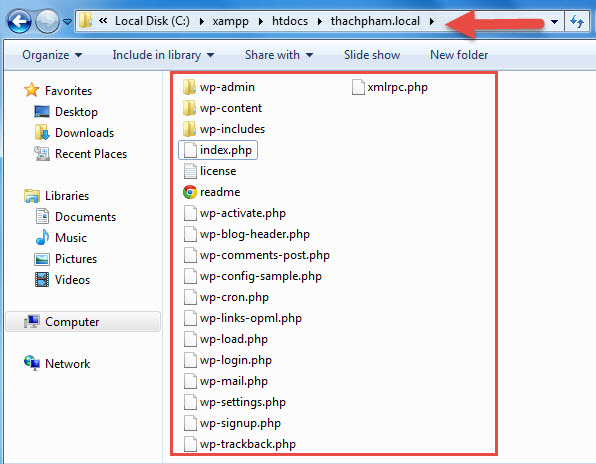 « Local Disk (C:) ▸ xampp ▸ htdocs ▸ thachpham.local ▸
Organize ▾ Include in library ▾ Share with ▾ Slide show New folder
Favorites
Desktop
Downloads
Recent Places
Libraries
Documents
Music
Pictures
Videos
Computer
Network
wp-admin
wp-content
wp-includes
index.php
license
readme
wp-activate.php
wp-blog-header.php
wp-comments-post.php
wp-config-sample.php
wp-cron.php
wp-links-opml.php
wp-load.php
wp-login.php
wp-mail.php
wp-settings.php
wp-signup.php
wp-trackback.php
xmlrpc.php